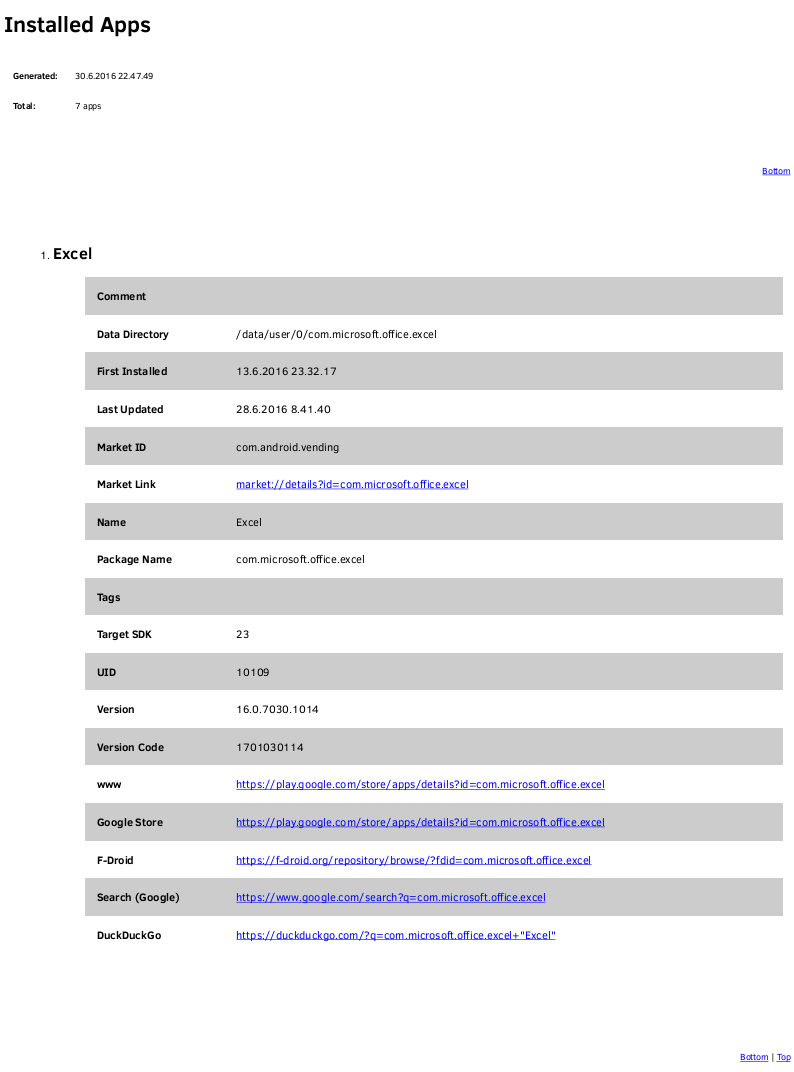 Installed Apps
Generated: 30.6.2016 22.47.49
Total: 7 apps
Bottom
1. Excel
Comment
Data Directory /data/user/0/com.microsoft.office.excel
First Installed 13.6.2016 23.32.17
Last Updated 28.6.2016 8.41.40
Market ID com.android.vending
Market Link market://details?id=com.microsoft.office.excel
Name Excel
Package Name com.microsoft.office.excel
Tags
Target SDK 23
UID 10109
Version 16.0.7030.1014
Version Code 1701030114
www https://play.google.com/store/apps/details?id=com.microsoft.office.excel
Google Store https://play.google.com/store/apps/details?id=com.microsoft.office.excel
F-Droid https://f-droid.org/repository/browse/?fdid=com.microsoft.office.excel
Search (Google) https://www.google.com/search?q=com.microsoft.office.excel
DuckDuckGo https://duckduckgo.com/?q=com.microsoft.office.excel+"Excel"
Bottom | Top